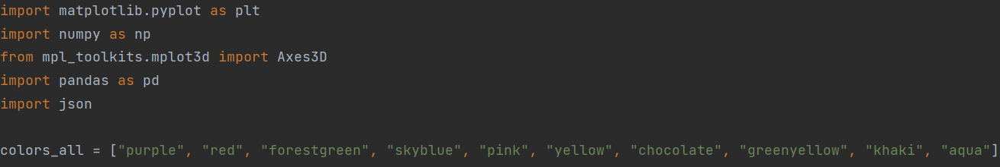 import matplotlib.pyplot as plt
import numpy as np
from mpl_toolkits.mplot3d import Axes3D
import pandas as pd
import json
colors_all = ["purple", "red", "forestgreen", "skyblue", "pink", "yellow", "chocolate", "greenyellow", "khaki", "aqua"]